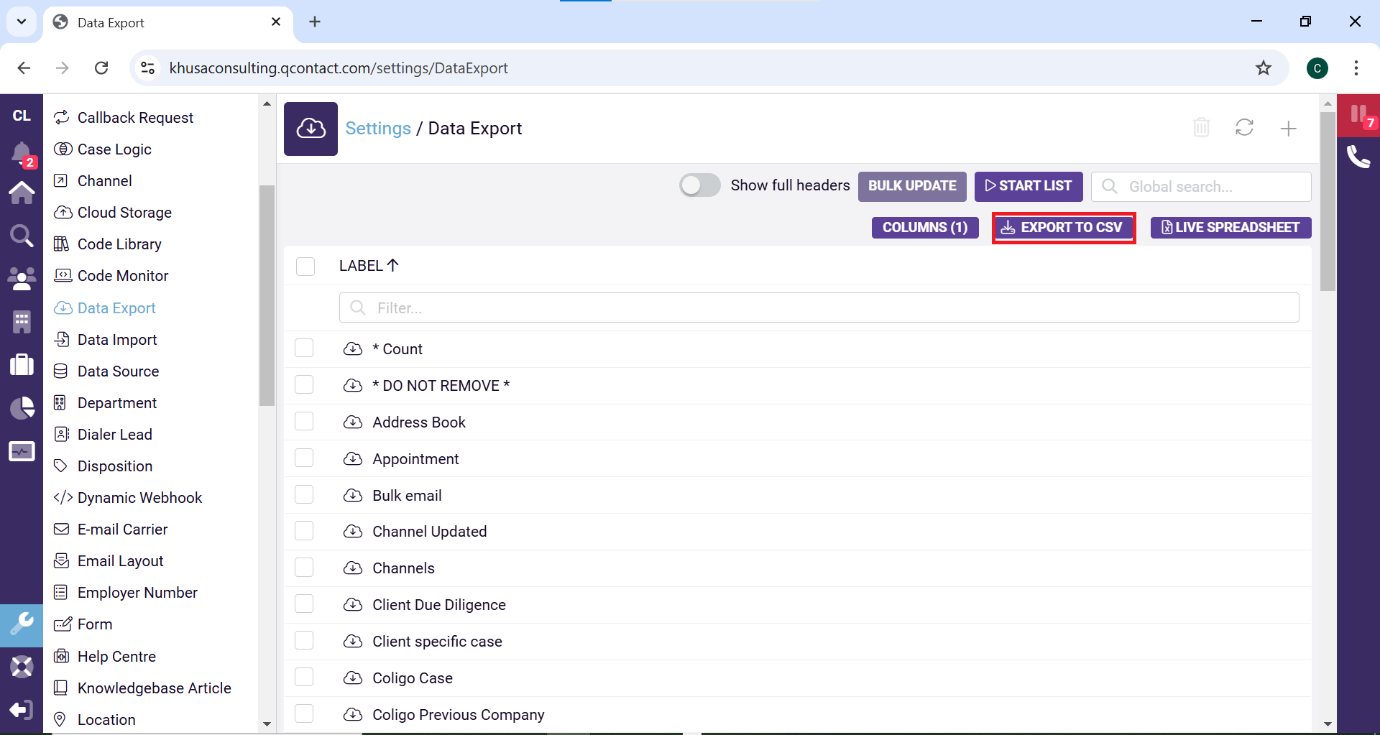 Data Export
khusaconsulting.qcontact.com/settings/DataExport
C
CL
2
Callback Request
Case Logic
Channel
Cloud Storage
Code Library
Code Monitor
Data Export
Data Import
Data Source
Department
Dialer Lead
Disposition
Dynamic Webhook
E-mail Carrier
Email Layout
Employer Number
Form
Help Centre
Knowledgebase Article
Location
Settings / Data Export
7
Show full headers
BULK UPDATE
START LIST
Global search...
COLUMNS (1)
EXPORT TO CSV
LIVE SPREADSHEET
LABEL
Filter...
* Count
* DO NOT REMOVE *
Address Book
Appointment
Bulk email
Channel Updated
Channels
Client Due Diligence
Client specific case
Coligo Case
Coligo Previous Company